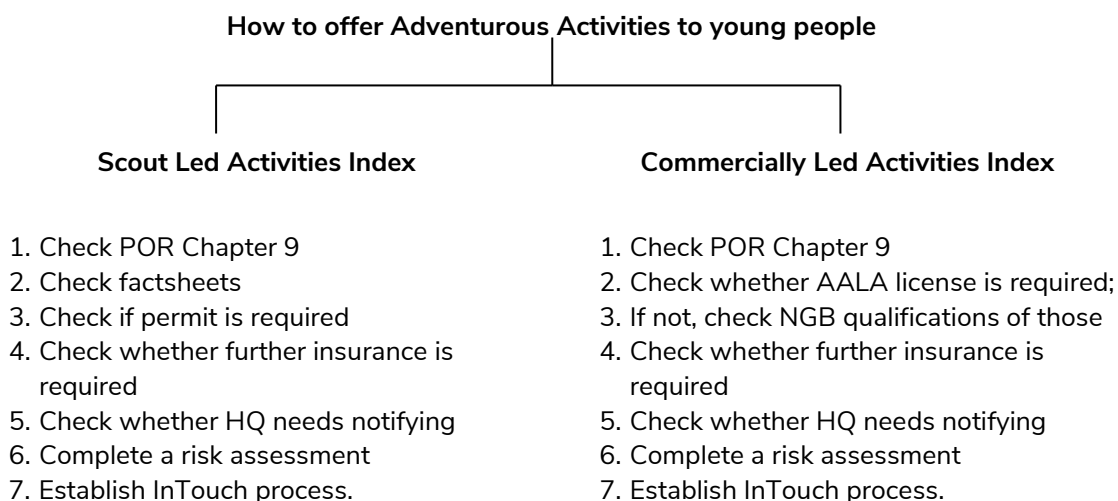 How to offer Adventurous Activities to young people
Scout Led Activities Index
1. Check POR Chapter 9
2. Check factsheets
3. Check if permit is required
4. Check whether further insurance is
required
5. Check whether HQ needs notifying
6. Complete a risk assessment
7. Establish InTouch process.
Commercially Led Activities Index
1. Check POR Chapter 9
2. Check whether AALA license is required;
3. If not, check NGB qualifications of those
4. Check whether further insurance is
required
5. Check whether HQ needs notifying
6. Complete a risk assessment
7. Establish InTouch process.